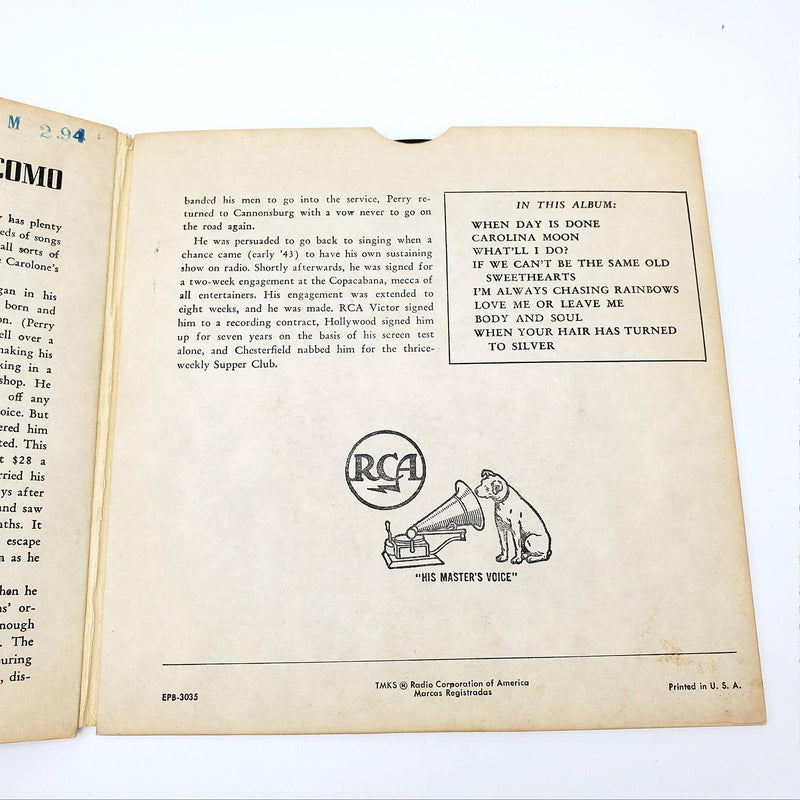 M 2.94
COMO
has plenty
eds of songs
all sorts of
Carolone's
gan in his
born and
on. (Perry
ell over a
making his
king in a
shop. He
off any
oice. But
ered him
ted. This
t $28 a
rried his
ys after
und saw
aths. It
escape
n as he
hen he
ns' or-
nough
. The
uring
, dis-
banded his men to go into the service, Perry re-
turned to Cannonsburg with a vow never to go on
the road again.
He was persuaded to go back to singing when a
chance came (early '43) to have his own sustaining
show on radio. Shortly afterwards, he was signed for
a two-week engagement at the Copacabana, mecca of
all entertainers. His engagement was extended to
eight weeks, and he was made. RCA Victor signed
him to a recording contract, Hollywood signed him
up for seven years on the basis of his screen test
alone, and Chesterfield nabbed him for the thrice-
weekly Supper Club.
IN THIS ALBUM:
WHEN DAY IS DONE
CAROLINA MOON
WHAT'LL I DO?
IF WE CAN'T BE THE SAME OLD
SWEETHEARTS
I'M ALWAYS CHASING RAINBOWS
LOVE ME OR LEAVE ME
BODY AND SOUL
WHEN YOUR HAIR HAS TURNED
TO SILVER
RCA
"HIS MASTER'S VOICE"
EPB-3035
TMKS ® Radio Corporation of America
Marcas Registradas
Printed in U. S. A.